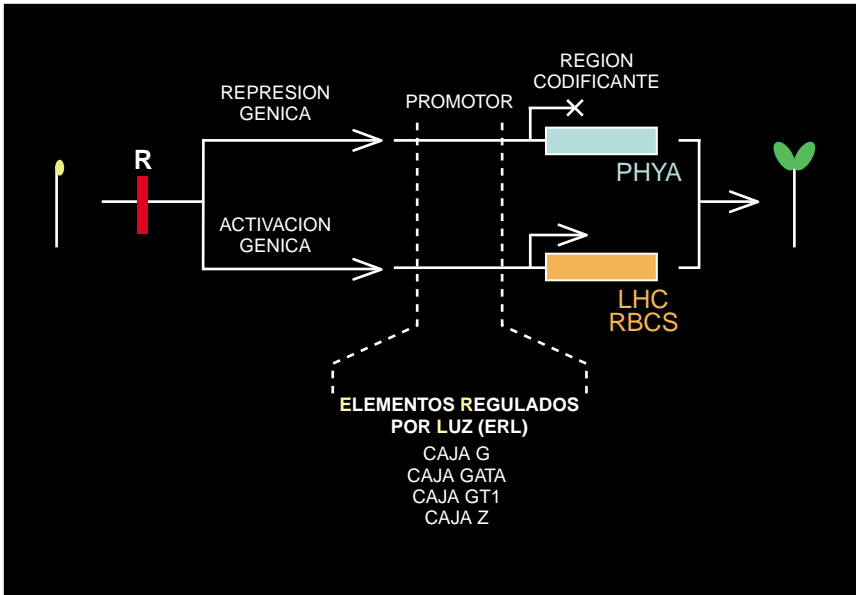 REPRESION
GENICA
PROMOTOR
REGION
CODIFICANTE
R
PHYA
ACTIVACION
GENICA
LHC
RBCS
ELEMENTOS REGULADOS
POR LUZ (ERL)
CAJA G
CAJA GATA
CAJA GT1
CAJA Z